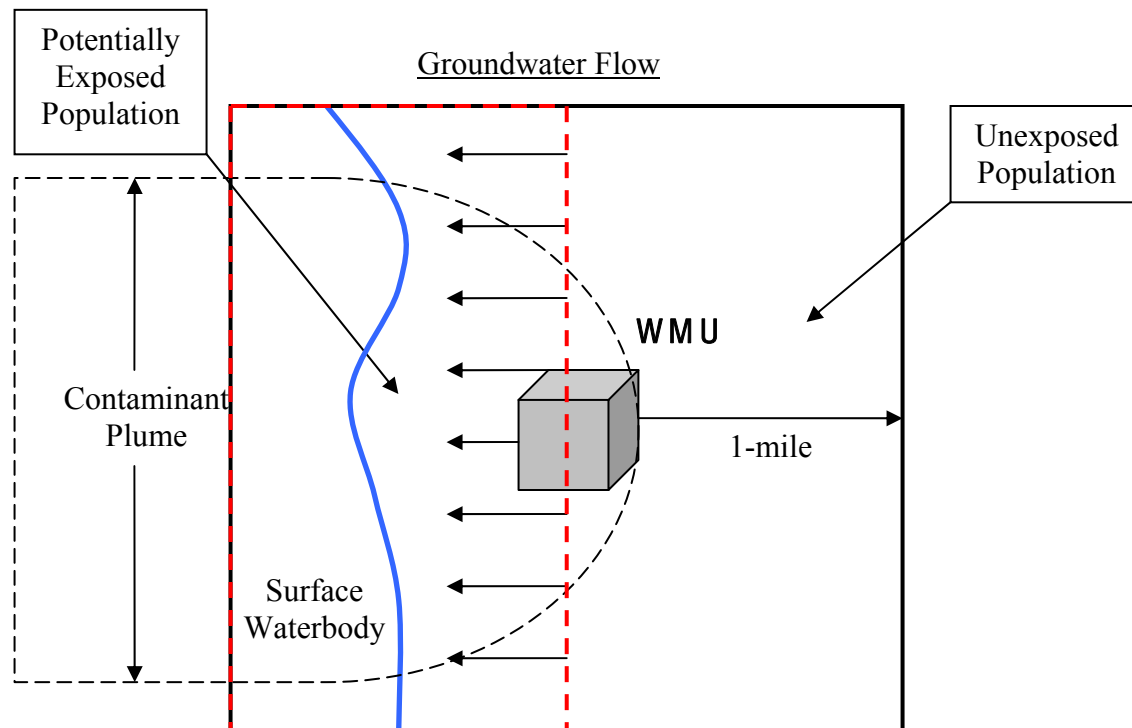 Potentially
Exposed
Population
Groundwater Flow
Unexposed
Population
WMU
Contaminant
Plume
1-mile
Surface
Waterbody